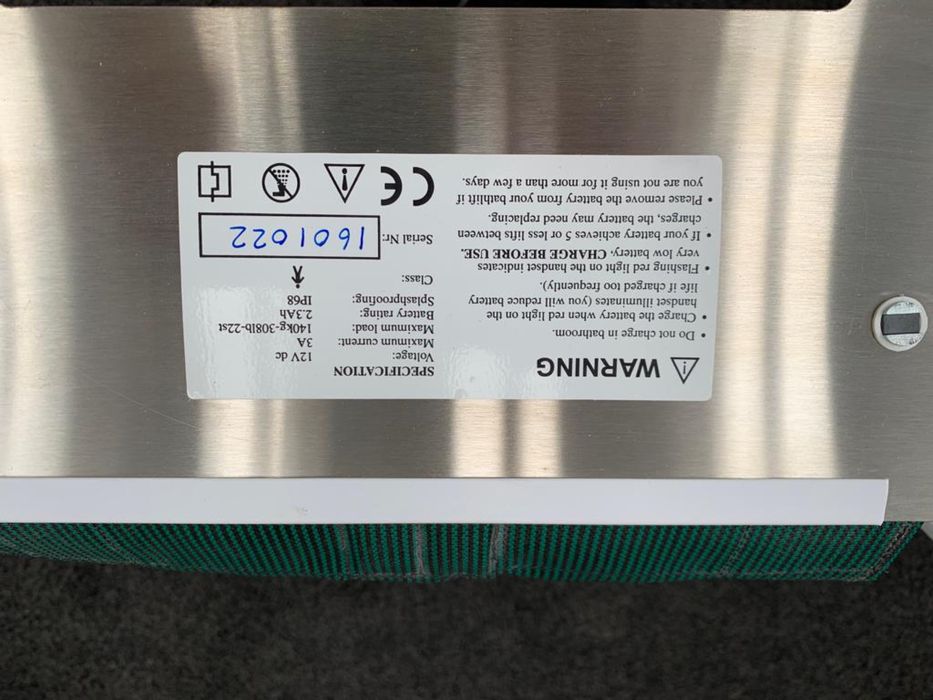 WARNING
• Do not charge in bathroom.
• Charge the battery when red light on the
handset illuminates (you will reduce battery
life if charged too frequently).
• Flashing red light on the handset indicates
very low battery, CHARGE BEFORE USE.
• If your battery achieves 5 or less lifts between
charges, the battery may need replacing.
• Please remove the battery from your bathlift if
you are not using it for more than a few days.
SPECIFICATION
Voltage: 12V dc
Maximum current: 3A
Maximum load: 140kg-308lb-22st
Battery rating: 2.3Ah
Splashproofing: IP68
Class:
Serial Nr: 1601022
CE